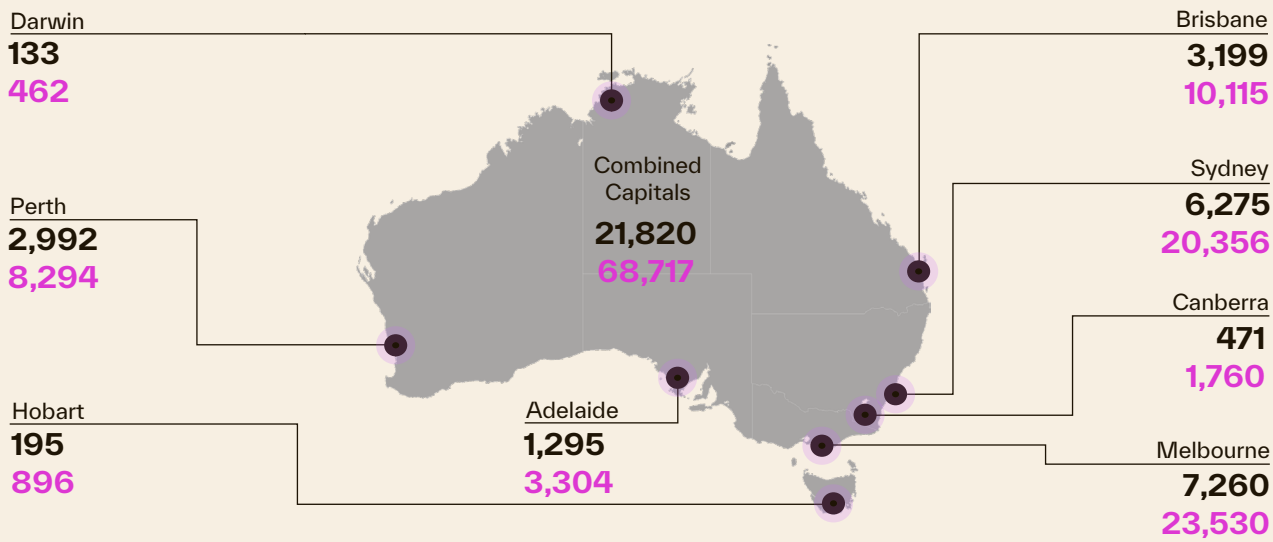 Darwin
133
462
Perth
2,992
8,294
Hobart
195
896
Combined
Capitals
21,820
68,717
Adelaide
1,295
3,304
Brisbane
3,199
10,115
Sydney
6,275
20,356
Canberra
471
1,760
Melbourne
7,260
23,530